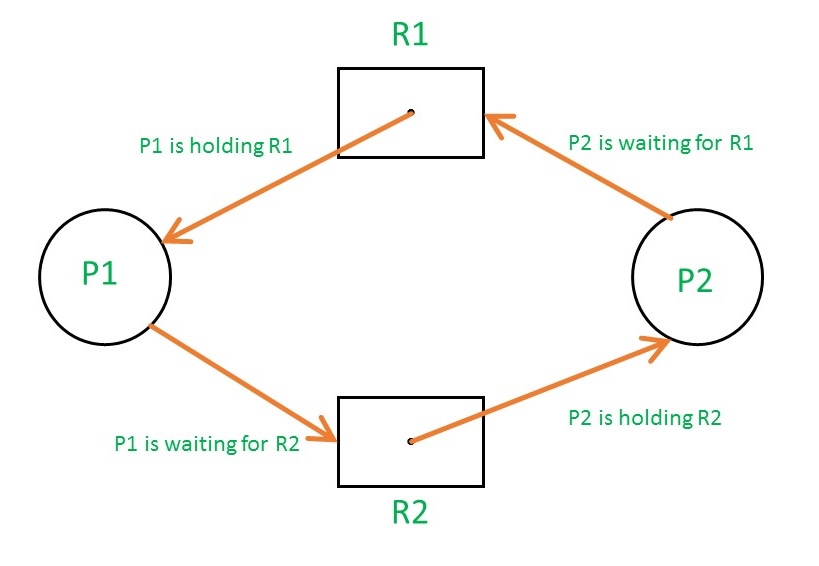 R1
P1 is holding R1
P2 is waiting for R1
P1
P2
P1 is waiting for R2
P2 is holding R2
R2